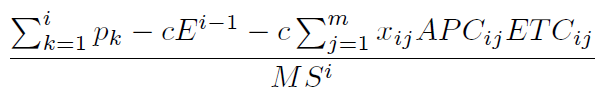 \frac{\sum_{k=1}^{i} p_k - cE^{i-1} - c\sum_{j=1}^{m} x_{ij} APC_{ij} ETC_{ij}}{MS^i}